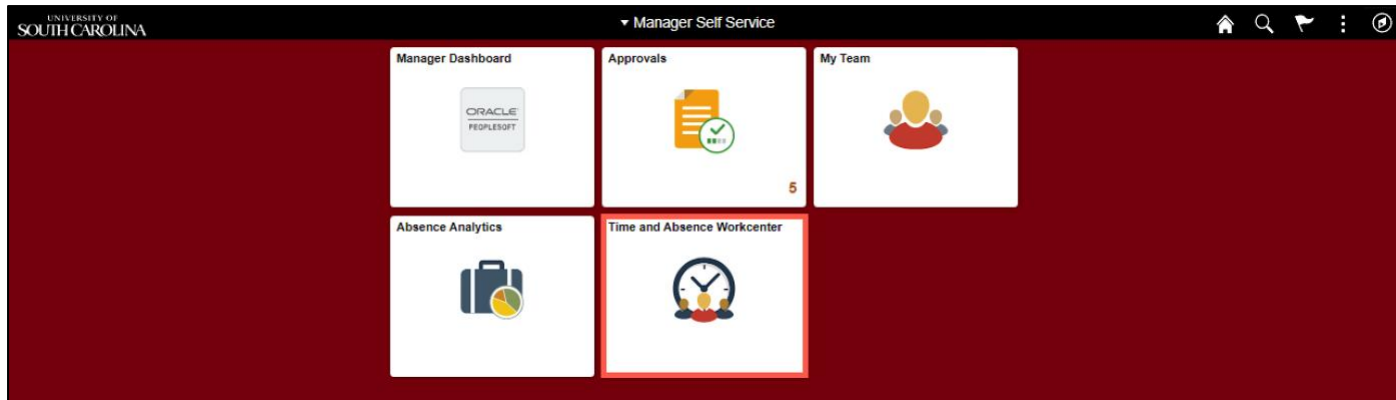 UNIVERSITY OF
SOUTH CAROLINA
Manager Self Service
Manager Dashboard
ORACLE
PEOPLESOFT
Approvals
5
My Team
Absence Analytics
Time and Absence Workcenter